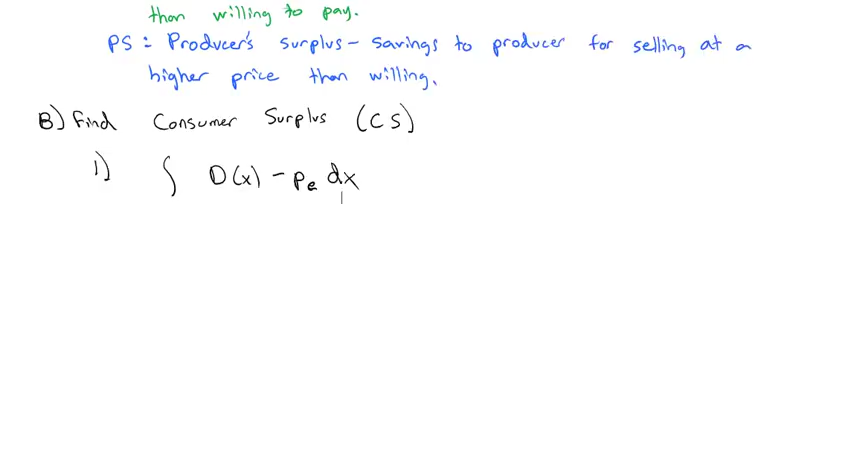 than willing to pay.
PS: Producer's surplus - savings to producer for selling at a
higher price than willing.
B) Find Consumer Surplus (CS)
1) ∫ D(x) - pₑ dx